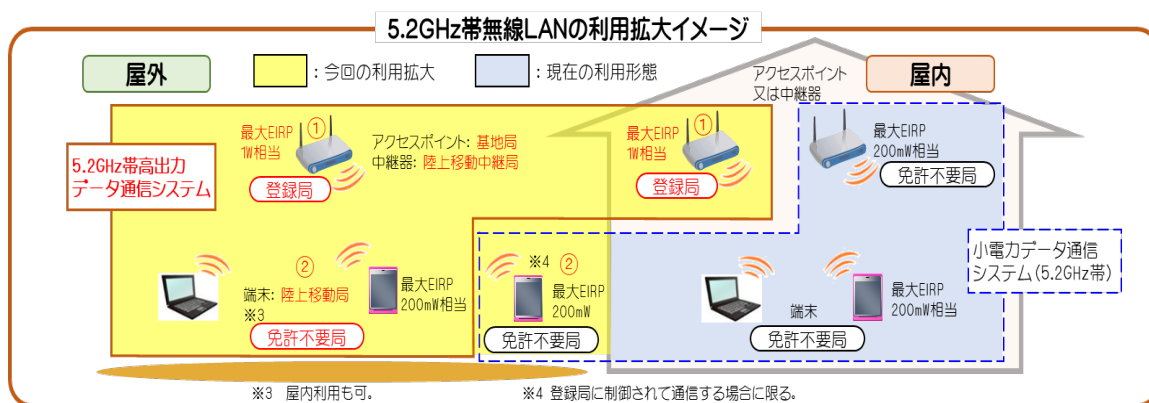 5.2GHz帯無線LANの利用拡大イメージ
屋外
：今回の利用拡大
：現在の利用形態
アクセスポイント
又は中継器
屋内
最大EIRP
1W相当
①
アクセスポイント: 基地局
中継器: 陸上移動中継局
登録局
最大EIRP
1W相当
①
登録局
最大EIRP
200mW相当
免許不要局
5.2GHz帯高出力
データ通信システム
②
端末: 陸上移動局
※3
免許不要局
最大EIRP
200mW相当
※4 ②
最大EIRP
200mW
免許不要局
端末
最大EIRP
200mW相当
免許不要局
小電力データ通信
システム(5.2GHz帯)
※3 屋内利用も可。
※4 登録局に制御されて通信する場合に限る。